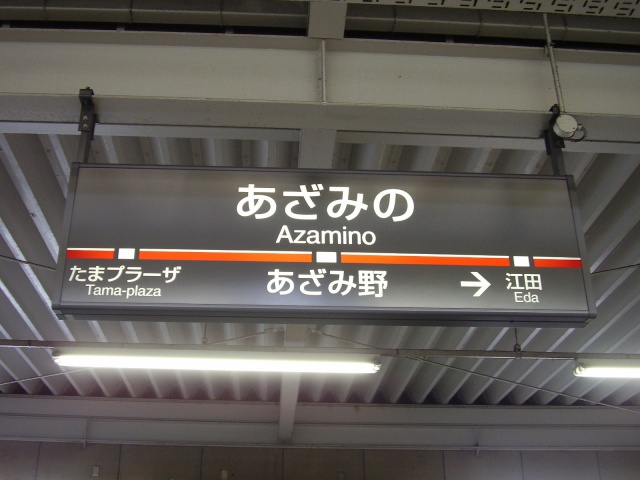 あざみの
Azamino
たまプラーザ
Tama-plaza
あざみ野
→ 江田
Eda